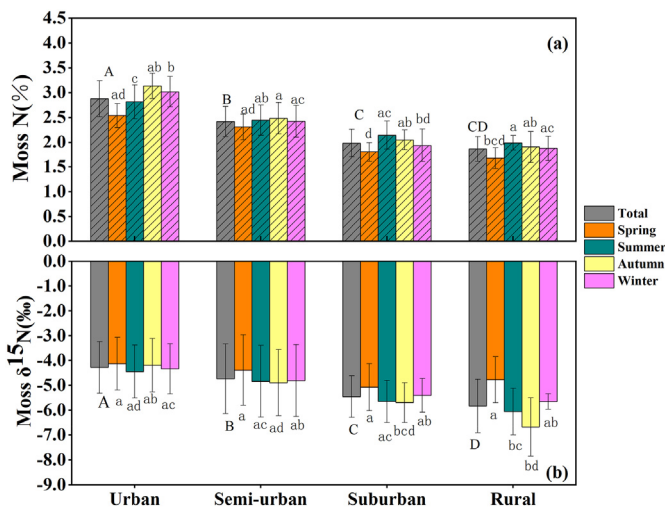 4.5
4.0
3.5
3.0
2.5
2.0
1.5
1.0
0.5
0.0
Moss N(%)
(a)
A
ad
c
ab
b
B
ad
ab
a
ac
C
d
ac
ab
bd
CD
bcd
a
ab
ac
Total
Spring
Summer
Autumn
Winter
0.0
-1.0
-2.0
-3.0
-4.0
-5.0
-6.0
-7.0
-8.0
-9.0
Moss δ15N(‰)
A
a
ad
ab
ac
B
a
ac
ac
ab
C
a
ac
bcd
ab
D
a
bc
bd
ab
(b)
Urban
Semi-urban
Suburban
Rural